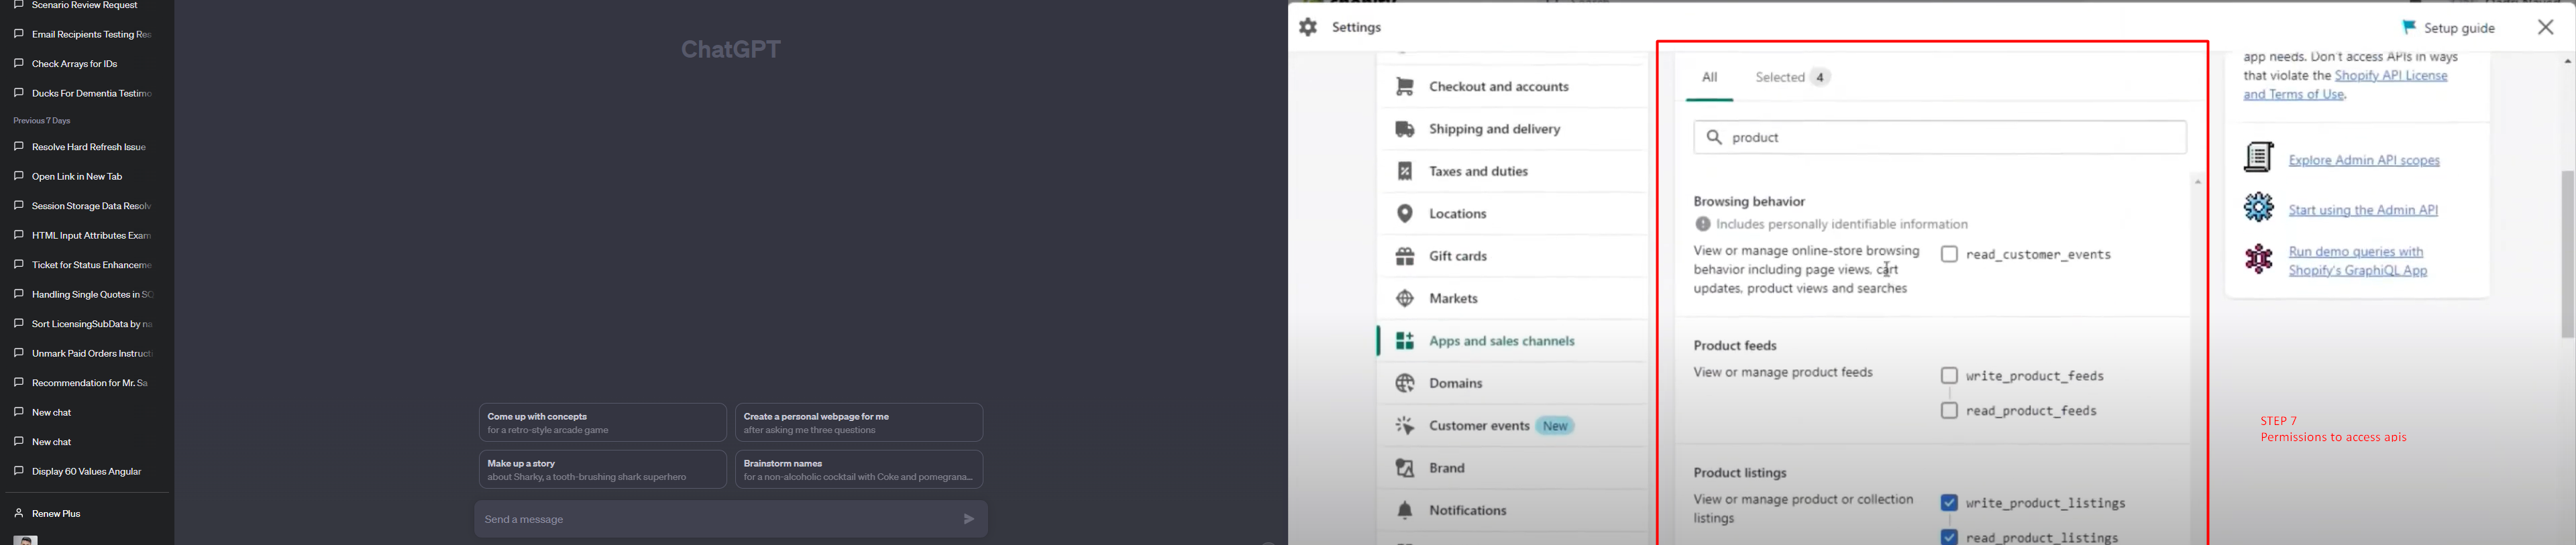 Scenario Review Request
Email Recipients Testing Res
Check Arrays for IDs
Ducks For Dementia Testimo
Previous 7 Days
Resolve Hard Refresh Issue
Open Link in New Tab
Session Storage Data Resolv
HTML Input Attributes Exam
Ticket for Status Enhanceme
Handling Single Quotes in SQ
Sort LicensingSubData by na
Unmark Paid Orders Instructi
Recommendation for Mr. Sa
New chat
New chat
Display 60 Values Angular
Renew Plus
ChatGPT
Come up with concepts
for a retro-style arcade game
Create a personal webpage for me
after asking me three questions
Make up a story
about Sharky, a tooth-brushing shark superhero
Brainstorm names
for a non-alcoholic cocktail with Coke and pomegrana...
Send a message
Settings
Setup guide
Checkout and accounts
Shipping and delivery
Taxes and duties
Locations
Gift cards
Markets
Apps and sales channels
Domains
Customer events New
Brand
Notifications
All
Selected 4
product
Browsing behavior
Includes personally identifiable information
View or manage online-store browsing
behavior including page views, cart
updates, product views and searches
read_customer_events
Product feeds
View or manage product feeds
write_product_feeds
read_product_feeds
Product listings
View or manage product or collection
listings
write_product_listings
read_product_listings
app needs. Don't access APIs in ways
that violate the Shopify API License
and Terms of Use.
Explore Admin API scopes
Start using the Admin API
Run demo queries with
Shopify's GraphiQL App
STEP 7
Permissions to access apis